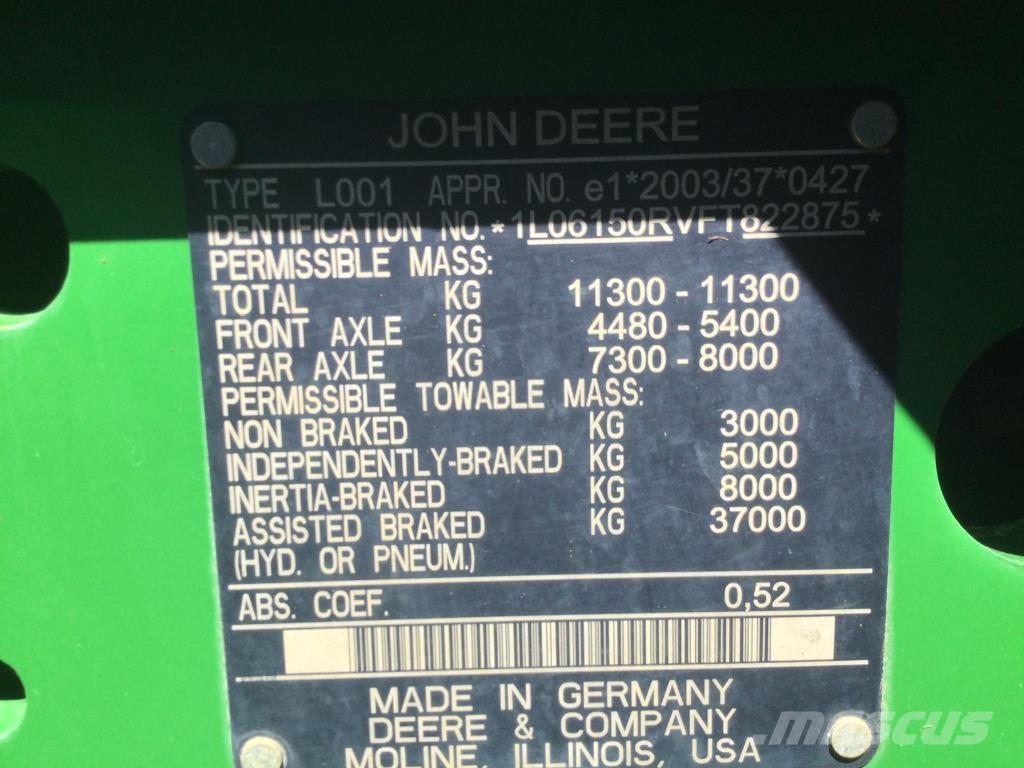 JOHN DEERE
TYPE L001 APPR. NO. e1*2003/37*0427
IDENTIFICATION NO. *1L06150RVFT822875*
PERMISSIBLE MASS:
TOTAL KG 11300 - 11300
FRONT AXLE KG 4480 - 5400
REAR AXLE KG 7300 - 8000
PERMISSIBLE TOWABLE MASS:
NON BRAKED KG 3000
INDEPENDENTLY-BRAKED KG 5000
INERTIA-BRAKED KG 8000
ASSISTED BRAKED KG 37000
(HYD. OR PNEUM.)
ABS. COEF. 0,52
MADE IN GERMANY
DEERE & COMPANY
MOLINE, ILLINOIS, USA
mascus